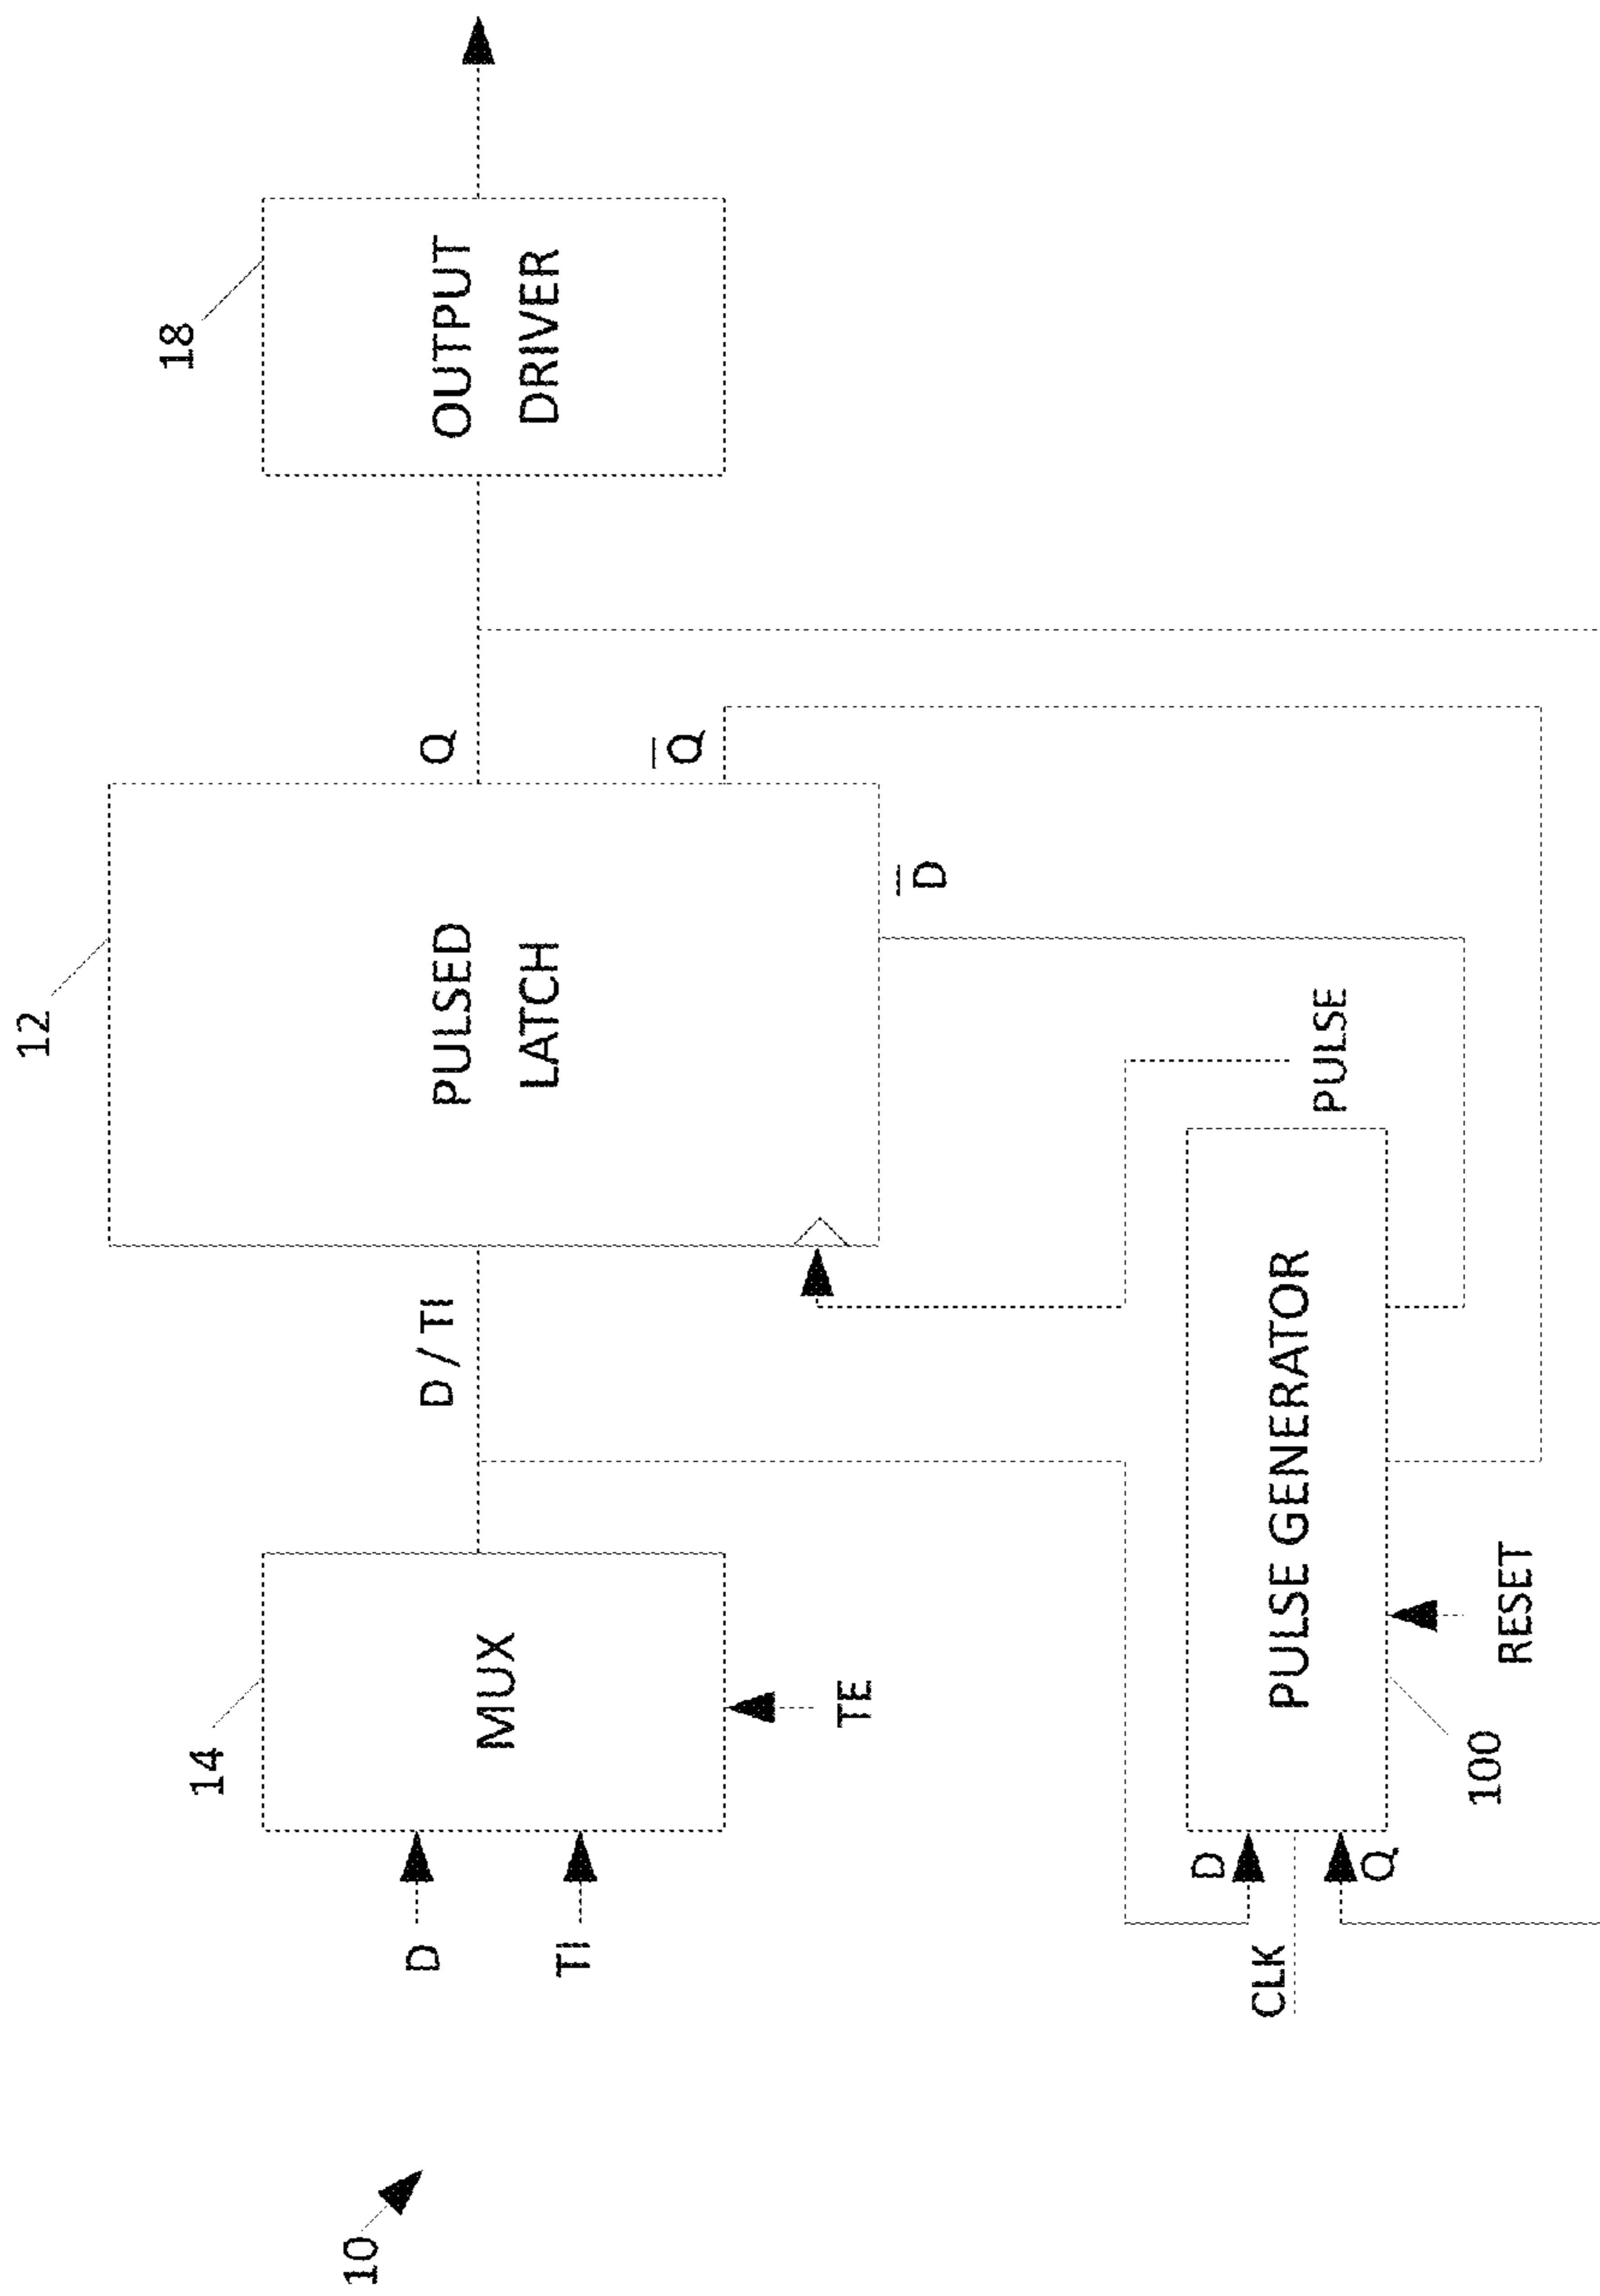 10
14
12
18
D
TI
MUX
TE
D / TI
PULSED
LATCH
Q
Q̅
D̅
OUTPUT
DRIVER
CLK
D
Q
PULSE GENERATOR
PULSE
RESET
100